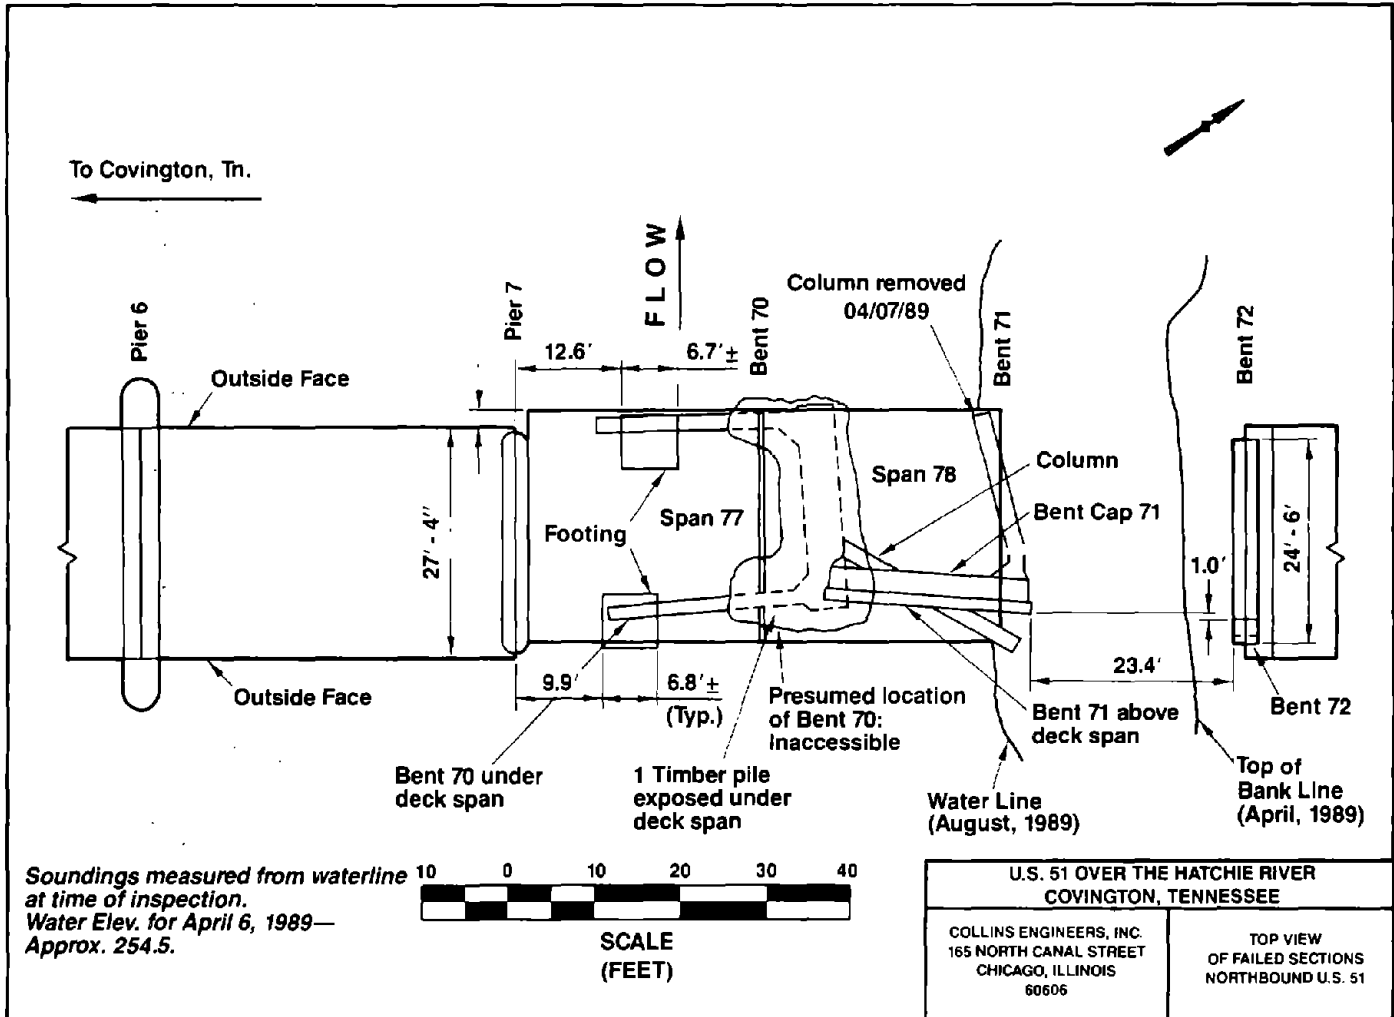 To Covington, Tn.
FLOW
Column removed
04/07/89
Pier 6
Pier 7
Bent 70
Bent 71
Bent 72
12.6'
6.7'±
Outside Face
Span 78
Column
Span 77
Bent Cap 71
Footing
27' - 4"
24' - 6'
1.0'
Outside Face
9.9'
6.8'±
(Typ.)
23.4'
Presumed location
of Bent 70:
Inaccessible
Bent 71 above
deck span
Bent 72
Bent 70 under
deck span
1 Timber pile
exposed under
deck span
Water Line
(August, 1989)
Top of
Bank Line
(April, 1989)
Soundings measured from waterline
at time of inspection.
Water Elev. for April 6, 1989—
Approx. 254.5.
10 0 10 20 30 40
SCALE
(FEET)
U.S. 51 OVER THE HATCHIE RIVER
COVINGTON, TENNESSEE
COLLINS ENGINEERS, INC.
165 NORTH CANAL STREET
CHICAGO, ILLINOIS
60606
TOP VIEW
OF FAILED SECTIONS
NORTHBOUND U.S. 51